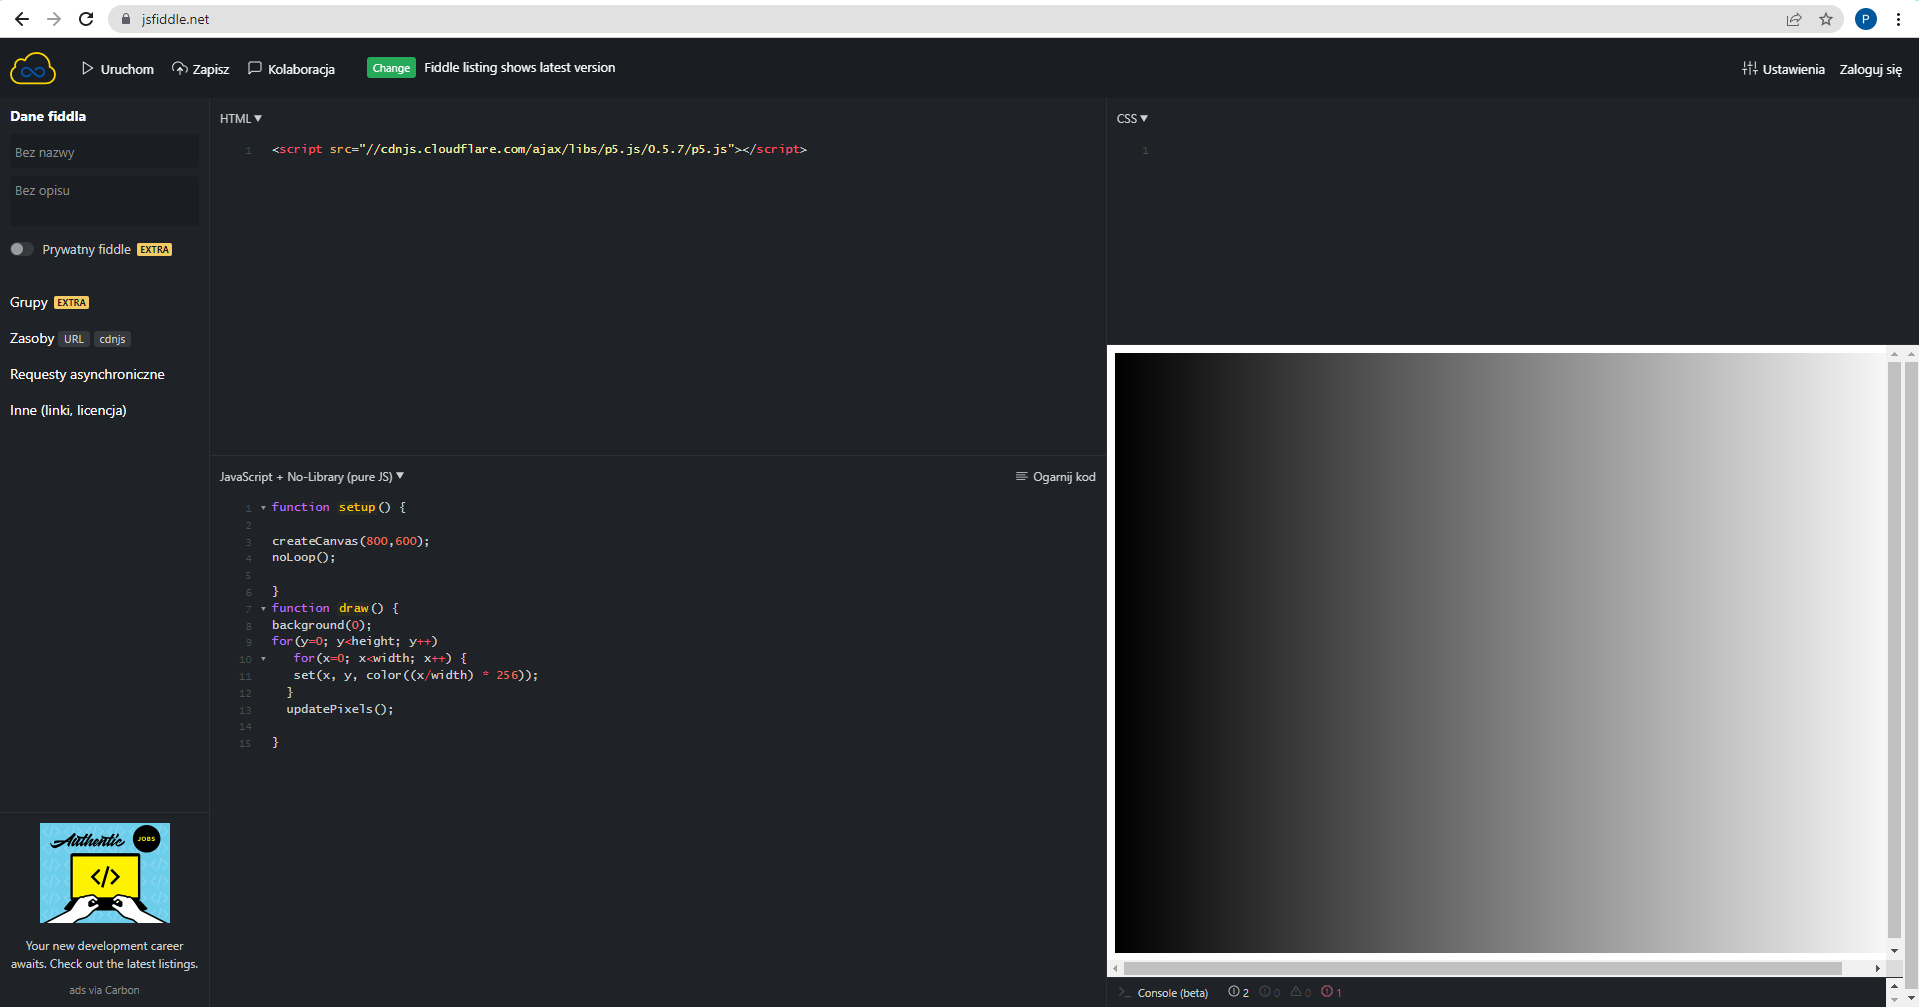 jsfiddle.net
P
Uruchom
Zapisz
Kolaboracja
Change
Fiddle listing shows latest version
Ustawienia
Zaloguj się
Dane fiddla
Bez nazwy
Bez opisu
Prywatny fiddle EXTRA
Grupy EXTRA
Zasoby URL cdnjs
Requesty asynchroniczne
Inne (linki, licencja)
Authentic JOBS
</>
Your new development career
awaits. Check out the latest listings.
ads via Carbon
HTML
1 <script src="//cdnjs.cloudflare.com/ajax/libs/p5.js/0.5.7/p5.js"></script>
CSS
1
JavaScript + No-Library (pure JS)
Ogarnij kod
1 function setup() {
2
3 createCanvas(800,600);
4 noLoop();
5
6 }
7 function draw() {
8 background(0);
9 for(y=0; y<height; y++)
10 for(x=0; x<width; x++) {
11 set(x, y, color((x/width) * 256));
12 }
13 updatePixels();
14
15 }
Console (beta) 2 0 0 1